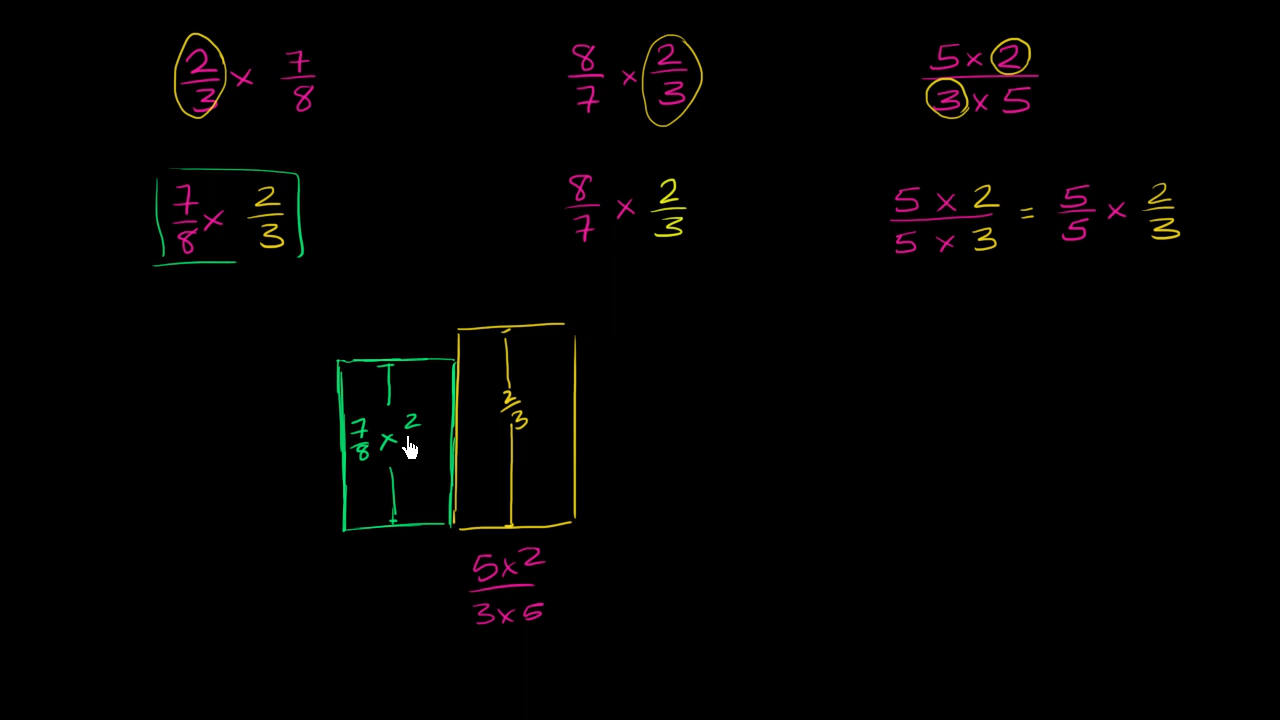 2/3 × 7/8
8/7 × 2/3
5 × 2 / 3 × 5
7/8 × 2/3
8/7 × 2/3
5 × 2 / 5 × 3 = 5/5 × 2/3
7/8 × 2
2/3
5×2 / 3×5